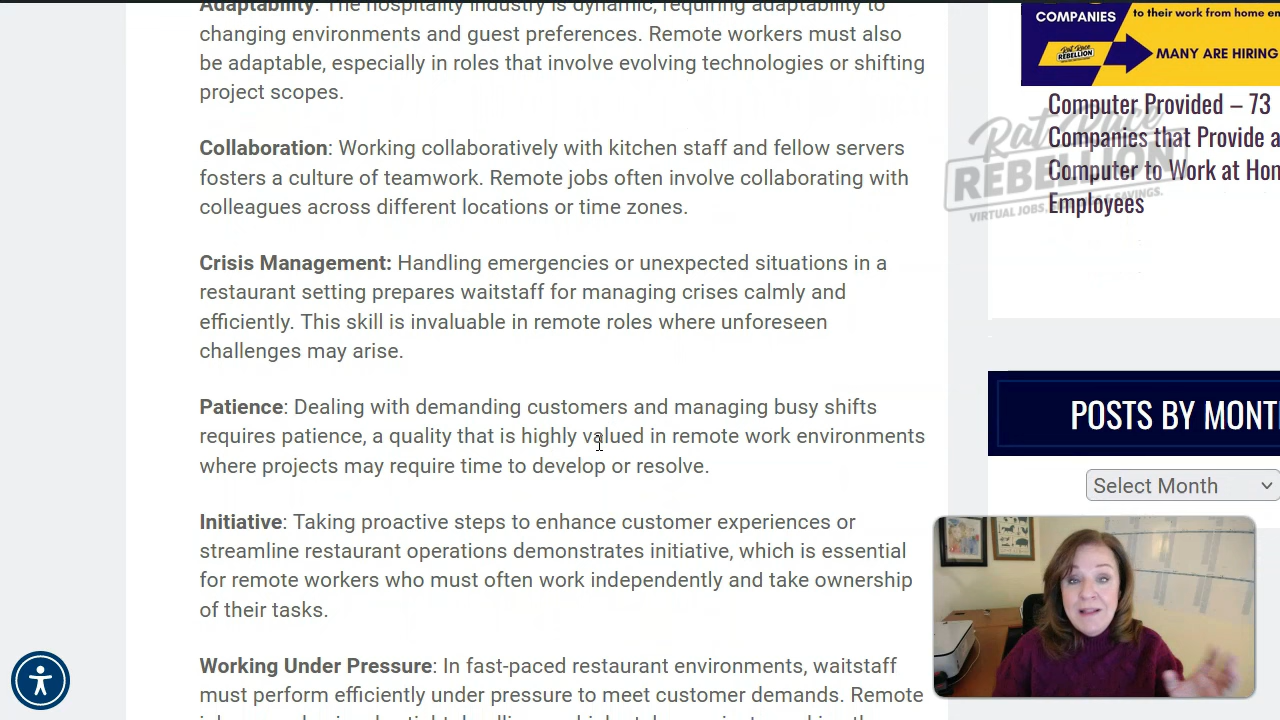 Adaptability: The hospitality industry is dynamic, requiring adaptability to
changing environments and guest preferences. Remote workers must also
be adaptable, especially in roles that involve evolving technologies or shifting
project scopes.
Collaboration: Working collaboratively with kitchen staff and fellow servers
fosters a culture of teamwork. Remote jobs often involve collaborating with
colleagues across different locations or time zones.
Crisis Management: Handling emergencies or unexpected situations in a
restaurant setting prepares waitstaff for managing crises calmly and
efficiently. This skill is invaluable in remote roles where unforeseen
challenges may arise.
Patience: Dealing with demanding customers and managing busy shifts
requires patience, a quality that is highly valued in remote work environments
where projects may require time to develop or resolve.
Initiative: Taking proactive steps to enhance customer experiences or
streamline restaurant operations demonstrates initiative, which is essential
for remote workers who must often work independently and take ownership
of their tasks.
Working Under Pressure: In fast-paced restaurant environments, waitstaff
must perform efficiently under pressure to meet customer demands. Remote
COMPANIES
to their work from home
Rat Race
REBELLION
MANY ARE HIRING
Computer Provided – 73
Companies that Provide a
Computer to Work at
Employees
Rat Race
REBELLION
VIRTUAL JOBS,
SAVINGS.
POSTS BY
Select Month